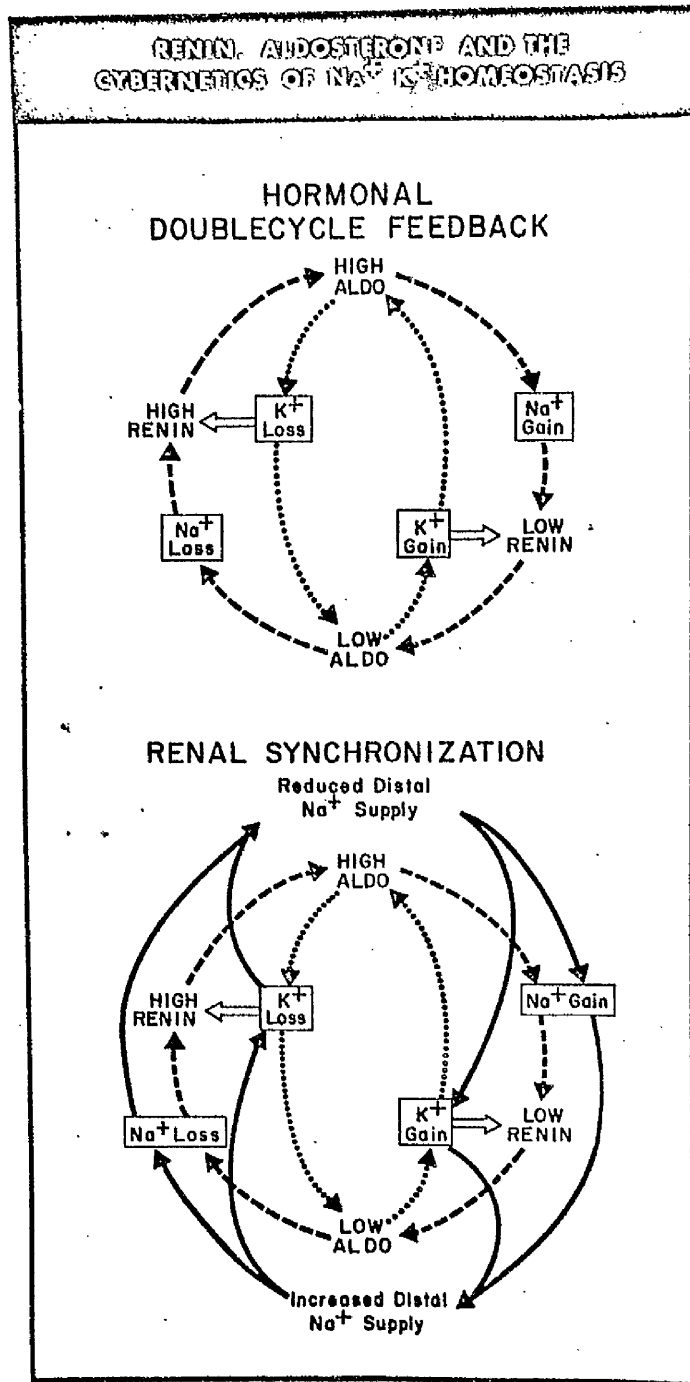 RENIN, ALDOSTERONE AND THE
CYBERNETICS OF NA+ K+ HOMEOSTASIS
HORMONAL
DOUBLECYCLE FEEDBACK
HIGH
ALDO
HIGH
RENIN
K+
Loss
Na+
Gain
Na+
Loss
K+
Gain
LOW
RENIN
LOW
ALDO
RENAL SYNCHRONIZATION
Reduced Distal
Na+ Supply
HIGH
ALDO
HIGH
RENIN
K+
Loss
Na+ Gain
Na+ Loss
K+
Gain
LOW
RENIN
LOW
ALDO
Increased Distal
Na+ Supply